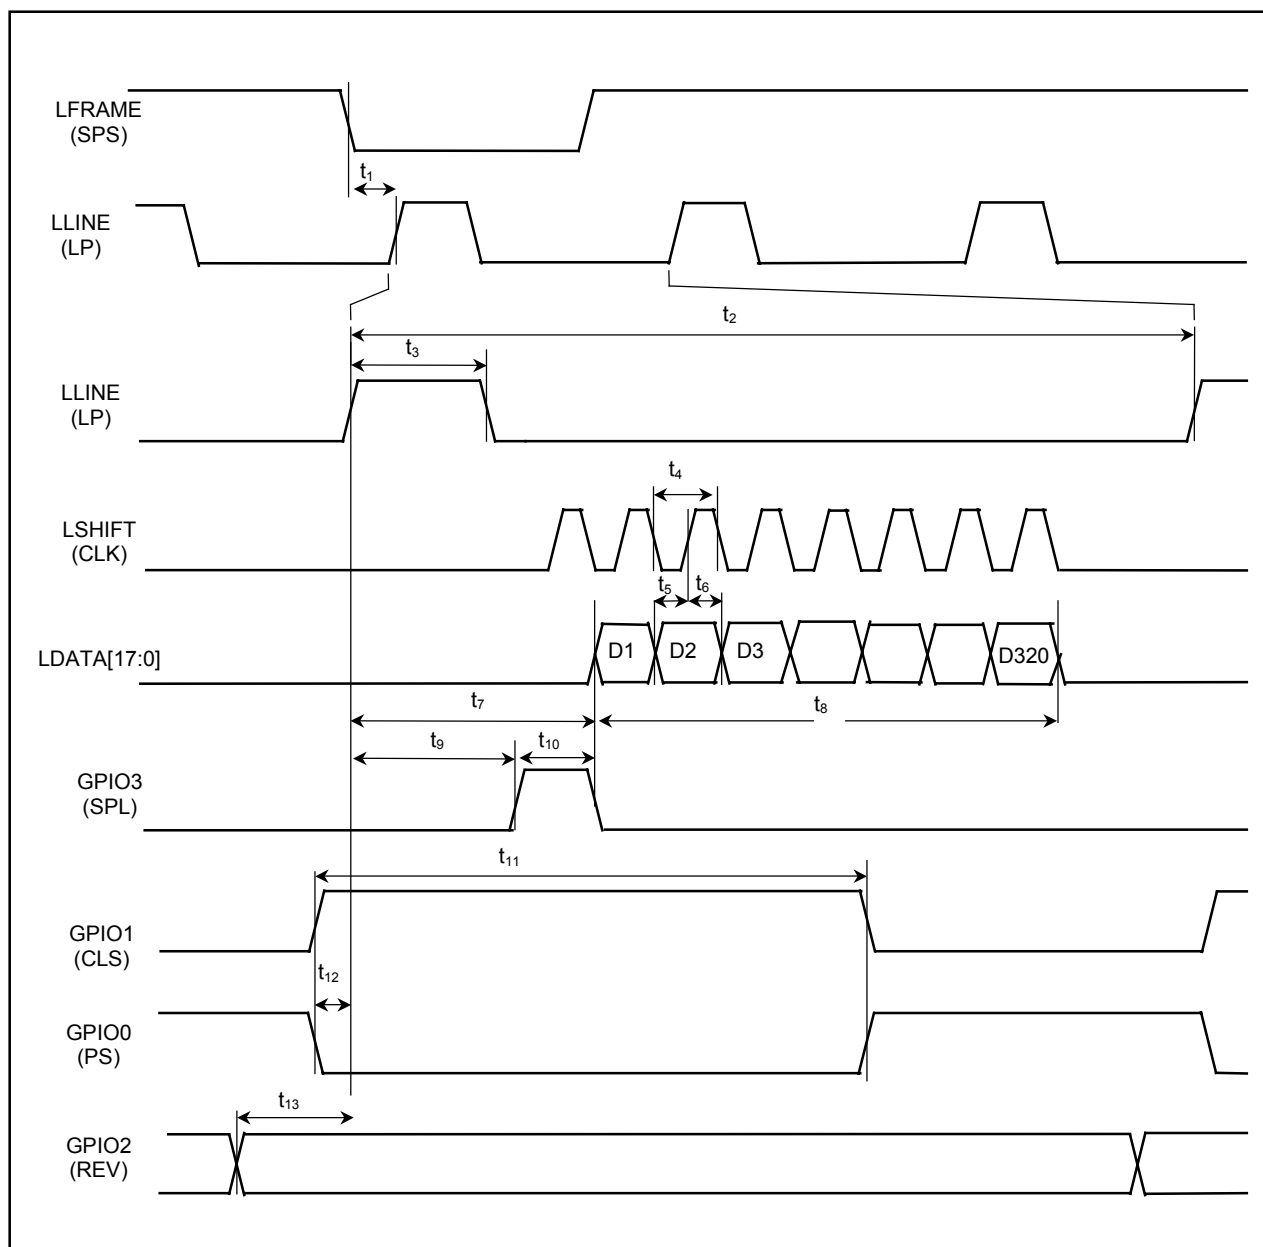 LFRAME
(SPS)
t1
LLINE
(LP)
t2
t3
LLINE
(LP)
t4
LSHIFT
(CLK)
t5
t6
LDATA[17:0]
D1
D2
D3
D320
t7
t8
t9
t10
GPIO3
(SPL)
t11
GPIO1
(CLS)
t12
GPIO0
(PS)
t13
GPIO2
(REV)